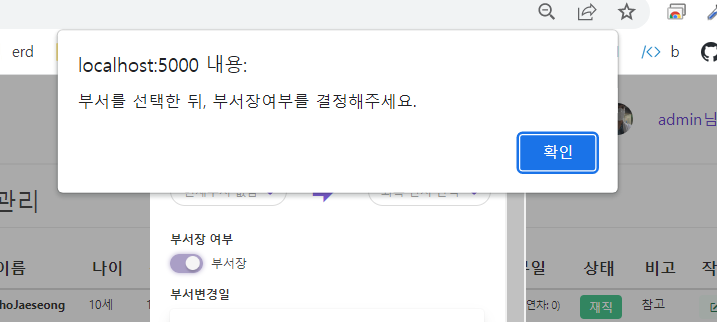 erd
b
localhost:5000 내용:
부서를 선택한 뒤, 부서장여부를 결정해주세요.
확인
admin님
관리
부서장 여부
부서장
부서변경일
이름 나이
상태 비고
hoJaeseong 10세
연차: 0) 재직 참고